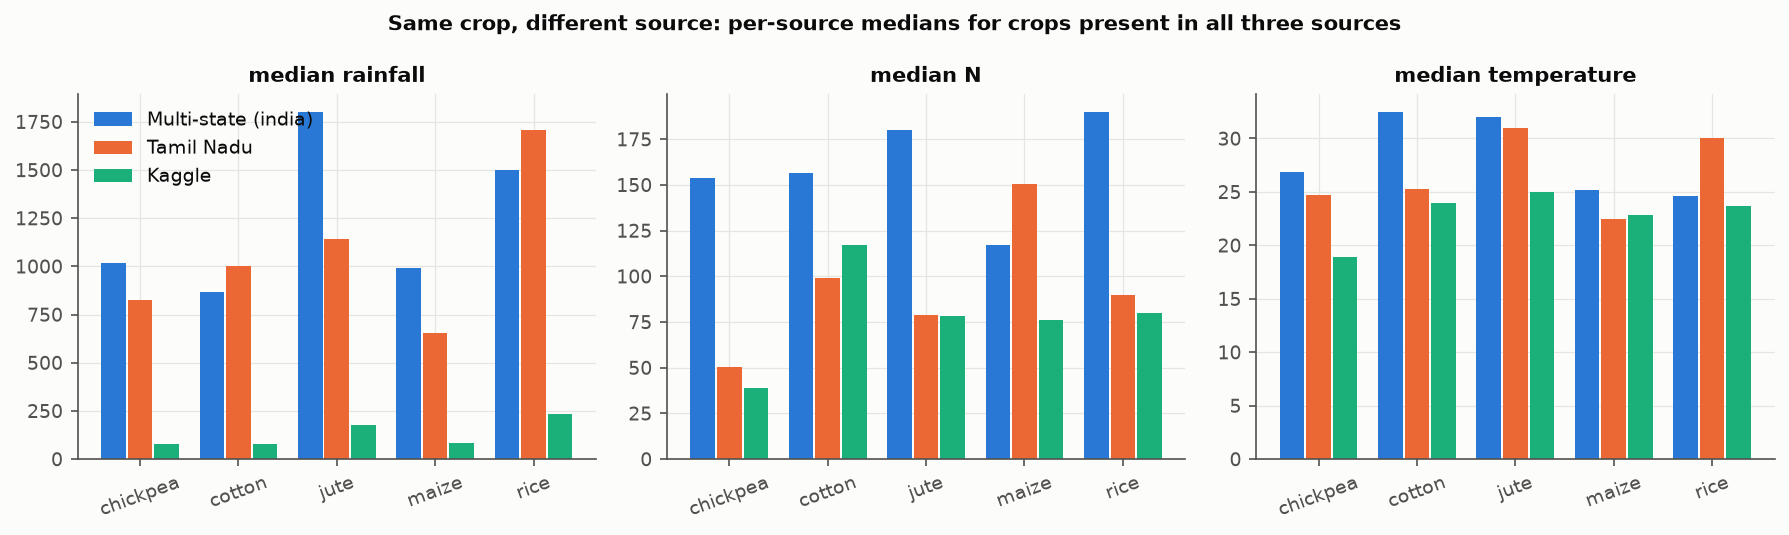 Same crop, different source: per-source medians for crops present in all three sources
median rainfall
Multi-state (india)
Tamil Nadu
Kaggle
1750
1500
1250
1000
750
500
250
0
chickpea
cotton
jute
maize
rice
median N
175
150
125
100
75
50
25
0
chickpea
cotton
jute
maize
rice
median temperature
30
25
20
15
10
5
0
chickpea
cotton
jute
maize
rice